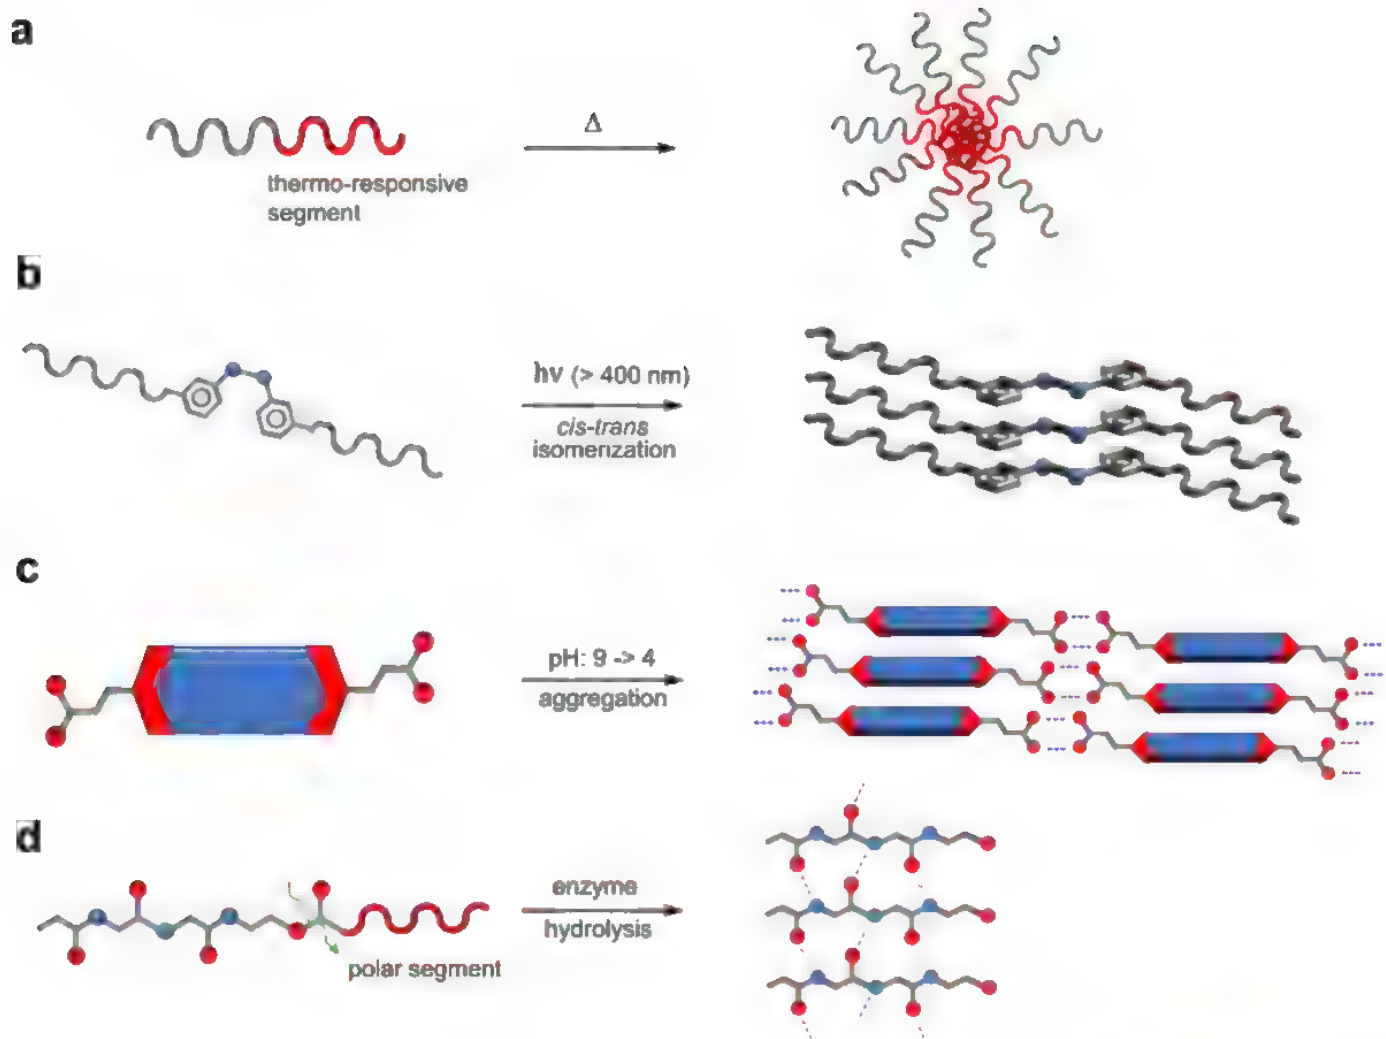 a
Δ
thermo-responsive
segment
b
hν (> 400 nm)
cis-trans
isomerization
c
pH: 9 -> 4
aggregation
d
enzyme
hydrolysis
polar segment